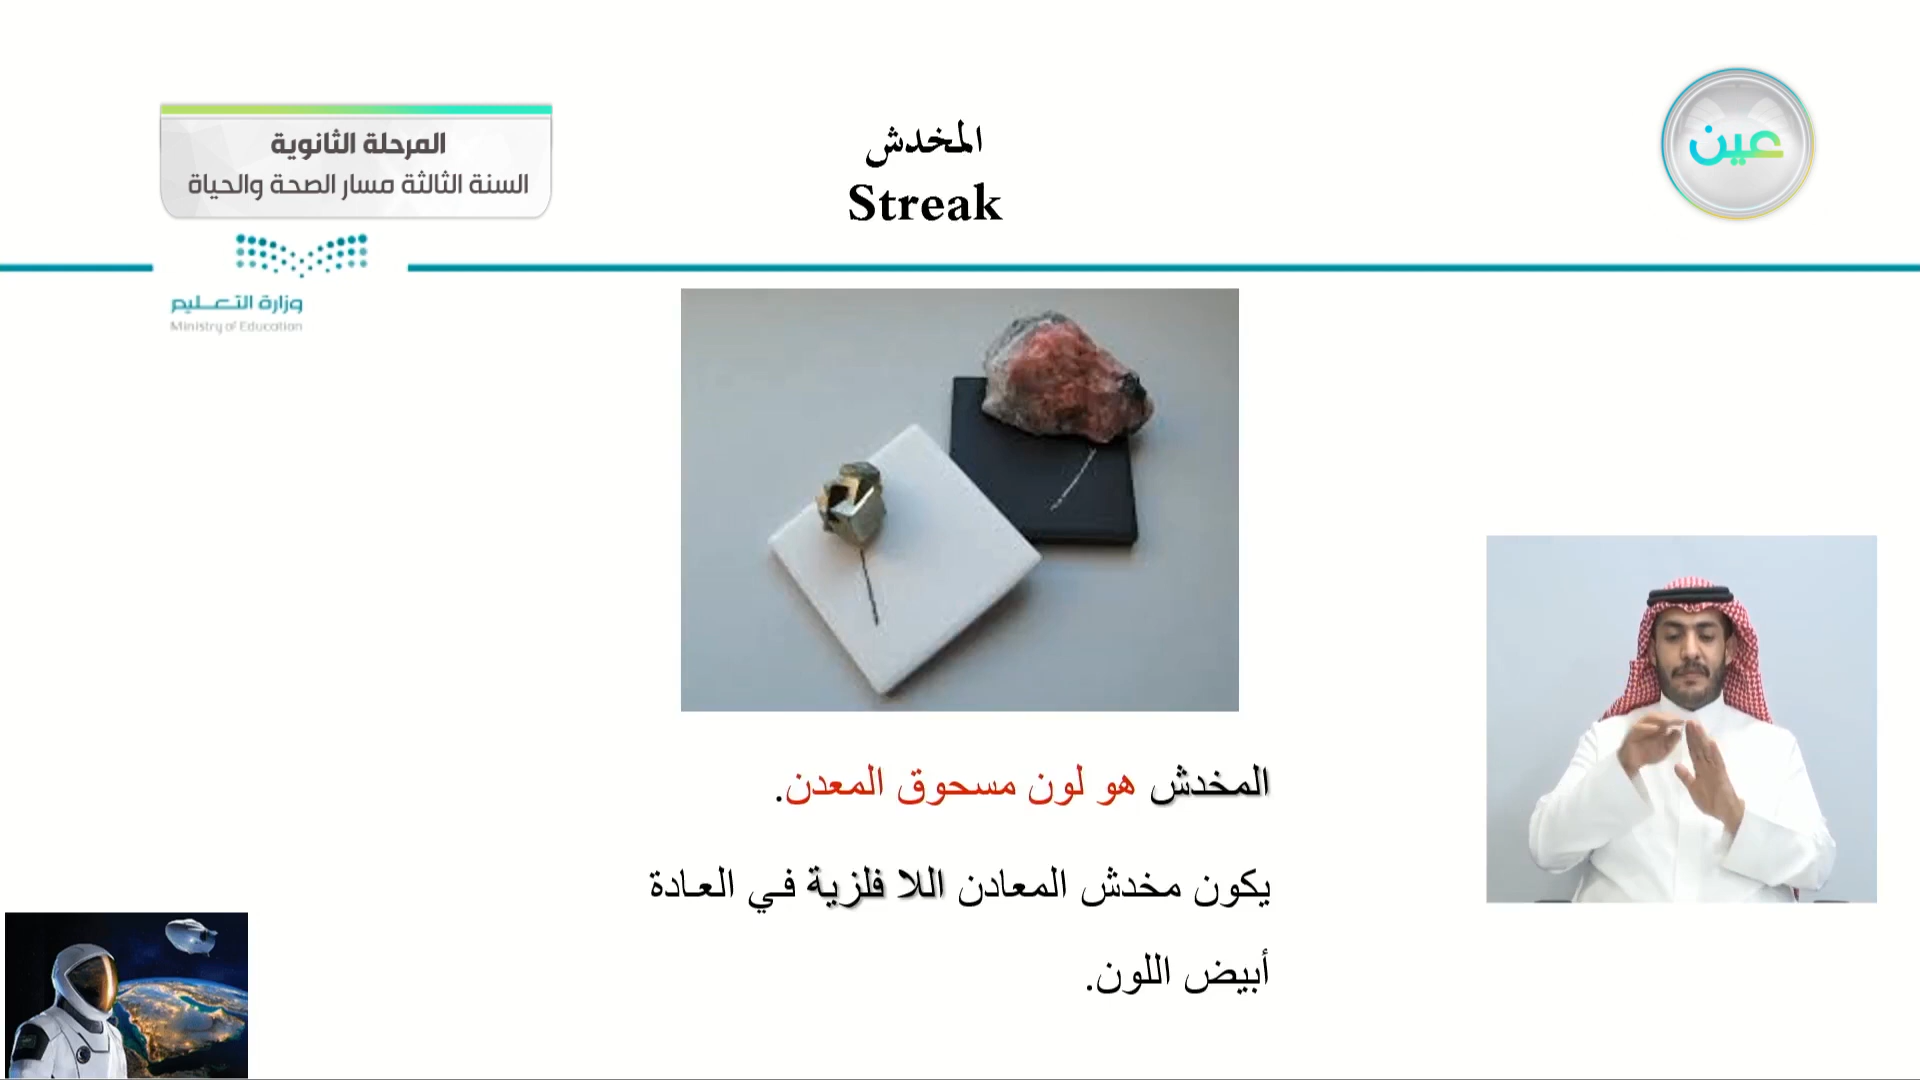 المرحلة الثانوية
السنة الثالثة مسار الصحة والحياة
المخدش
Streak
عين
وزارة التعليم
Ministry of Education
المخدش هو لون مسحوق المعدن.
يكون مخدش المعادن اللا فلزية في العادة
أبيض اللون.